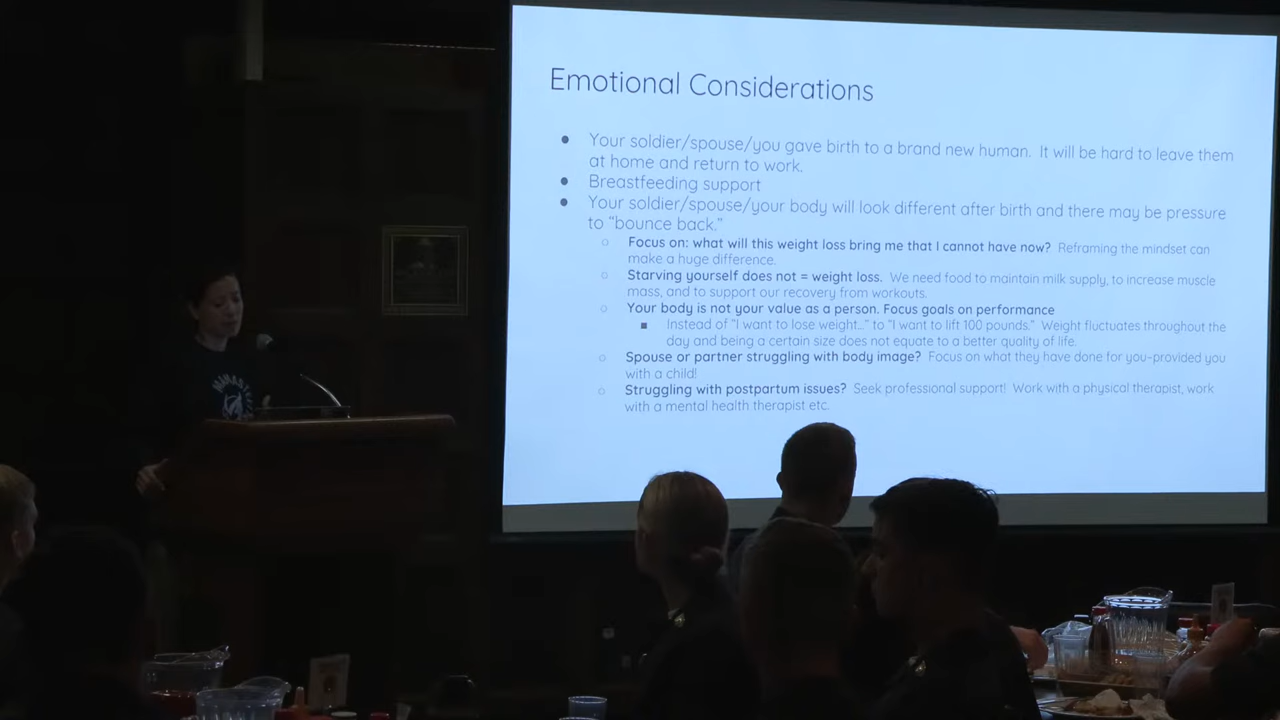 Emotional Considerations
● Your soldier/spouse/you gave birth to a brand new human. It will be hard to leave them
at home and return to work.
● Breastfeeding support
● Your soldier/spouse/your body will look different after birth and there may be pressure
to “bounce back.”
○ Focus on: what will this weight loss bring me that I cannot have now? Reframing the mindset can
make a huge difference.
○ Starving yourself does not = weight loss. We need food to maintain milk supply, to increase muscle
mass, and to support our recovery from workouts.
○ Your body is not your value as a person. Focus goals on performance
■ Instead of “I want to lose weight…” to “I want to lift 100 pounds.” Weight fluctuates throughout the
day and being a certain size does not equate to a better quality of life.
○ Spouse or partner struggling with body image? Focus on what they have done for you-provided you
with a child!
○ Struggling with postpartum issues? Seek professional support! Work with a physical therapist, work
with a mental health therapist etc.